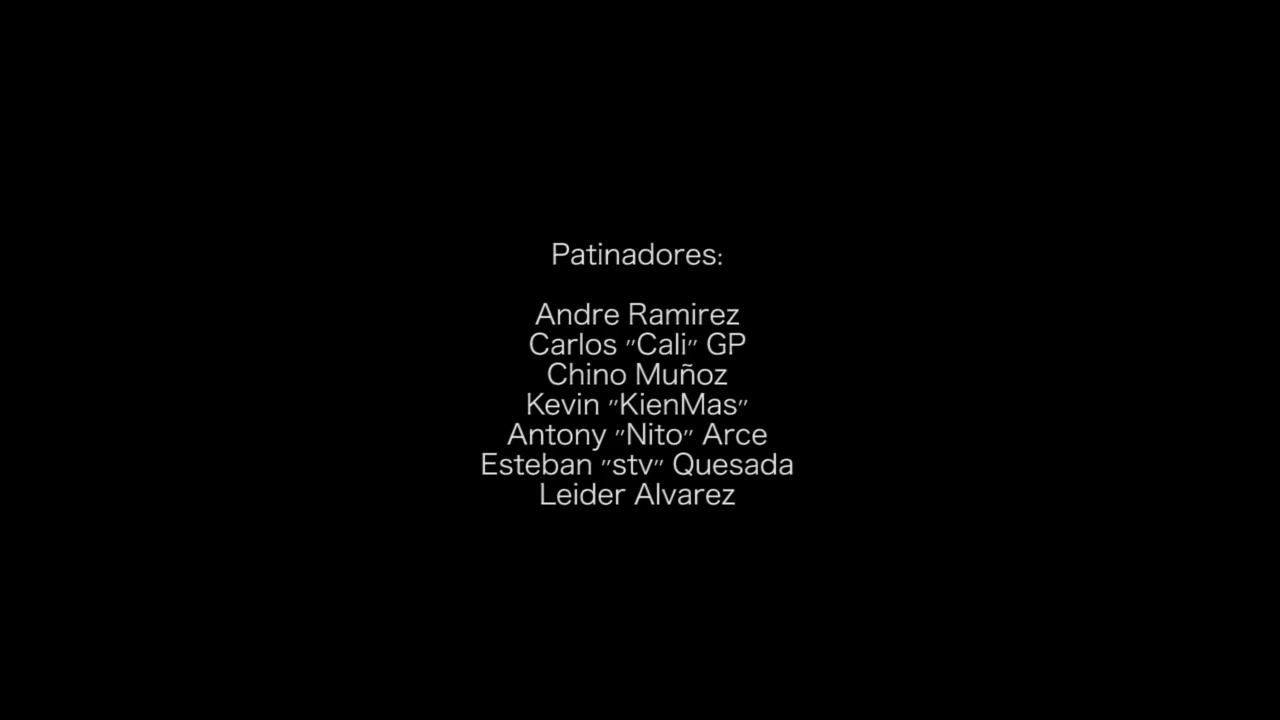 Patinadores:
Andre Ramirez
Carlos "Cali" GP
Chino Muñoz
Kevin "KienMas"
Antony "Nito" Arce
Esteban "stv" Quesada
Leider Alvarez